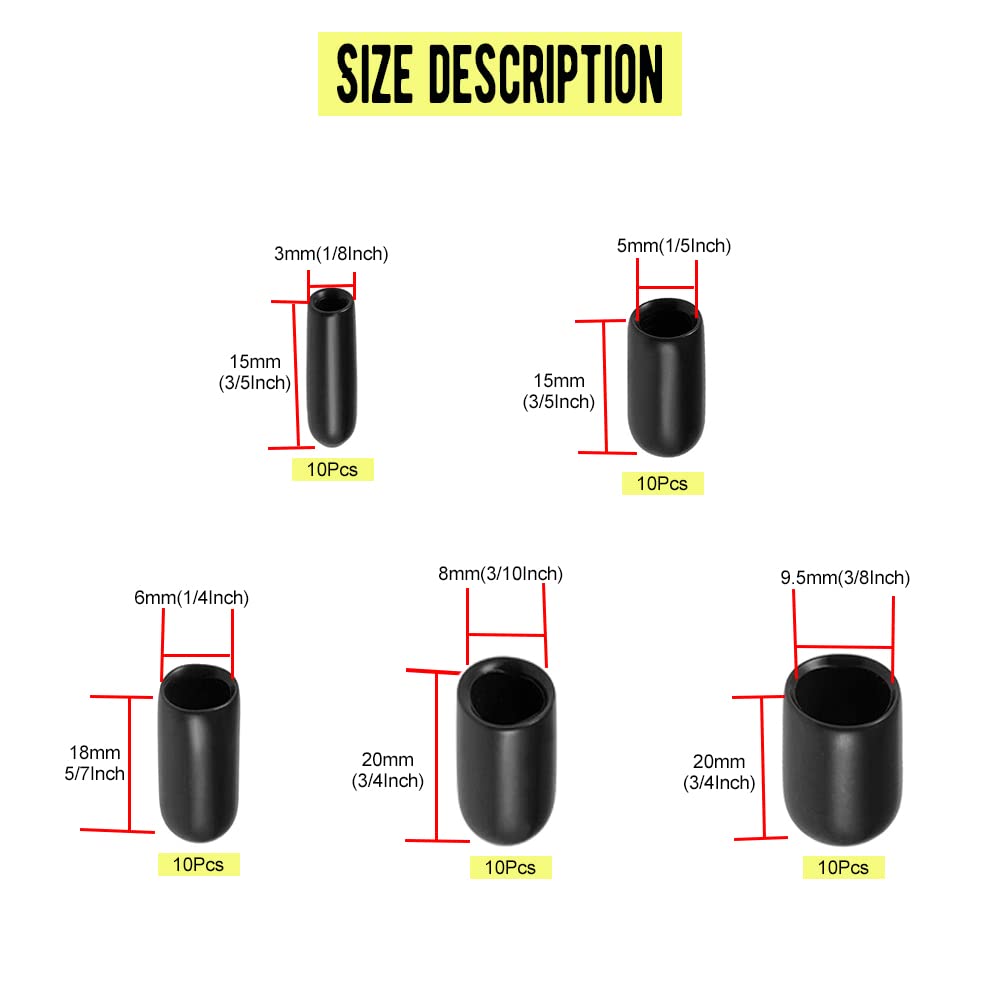 SIZE DESCRIPTION
3mm(1/8Inch)
15mm
(3/5Inch)
10Pcs
5mm(1/5Inch)
15mm
(3/5Inch)
10Pcs
6mm(1/4Inch)
18mm
5/7Inch
10Pcs
8mm(3/10Inch)
20mm
(3/4Inch)
10Pcs
9.5mm(3/8Inch)
20mm
(3/4Inch)
10Pcs